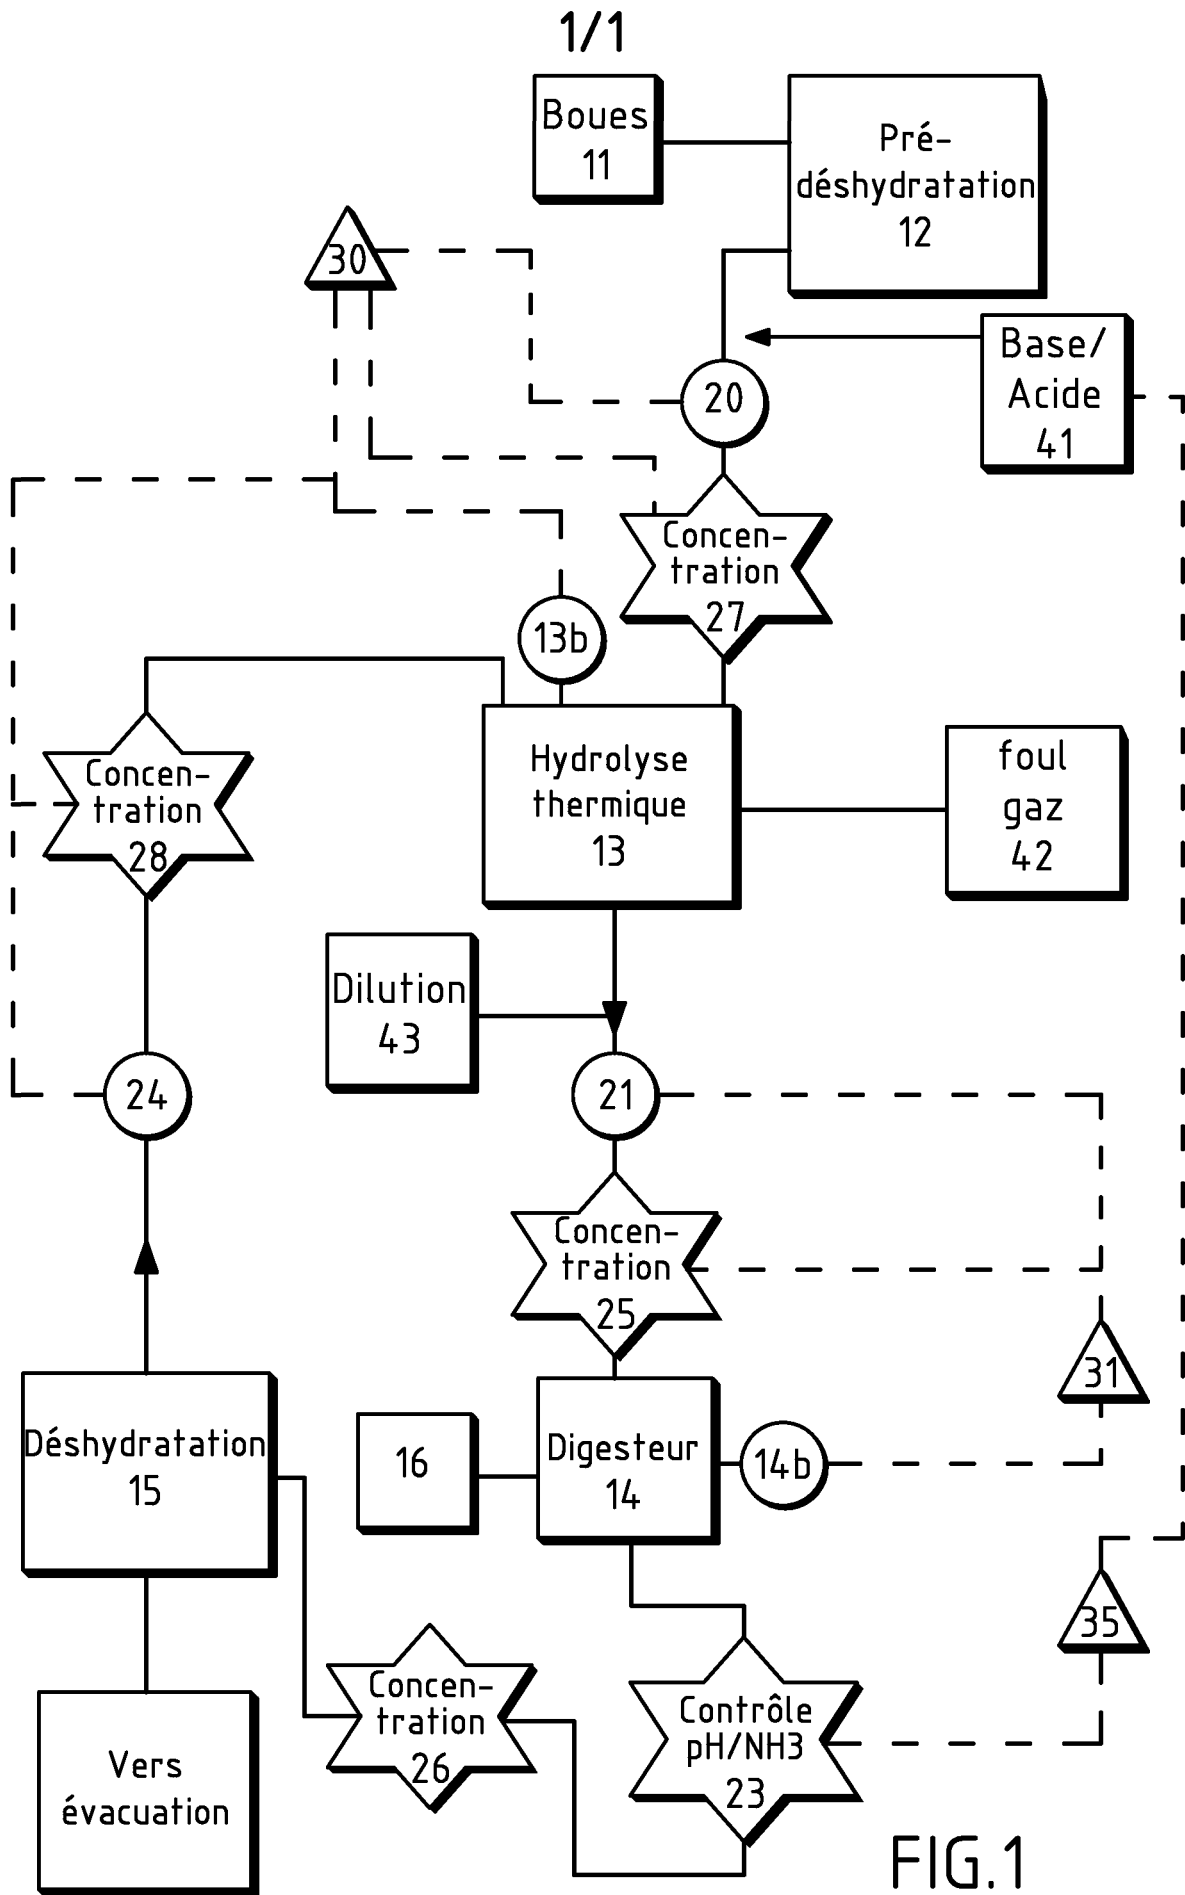 1/1
Boues
11
Pré-
déshydratation
12
30
Base/
Acide
41
20
Concen-
tration
27
13b
Hydrolyse
thermique
13
foul
gaz
42
Concen-
tration
28
Dilution
43
24
21
Concen-
tration
25
31
Déshydratation
15
16
Digesteur
14
14b
35
Concen-
tration
26
Contrôle
pH/NH3
23
Vers
évacuation
FIG.1